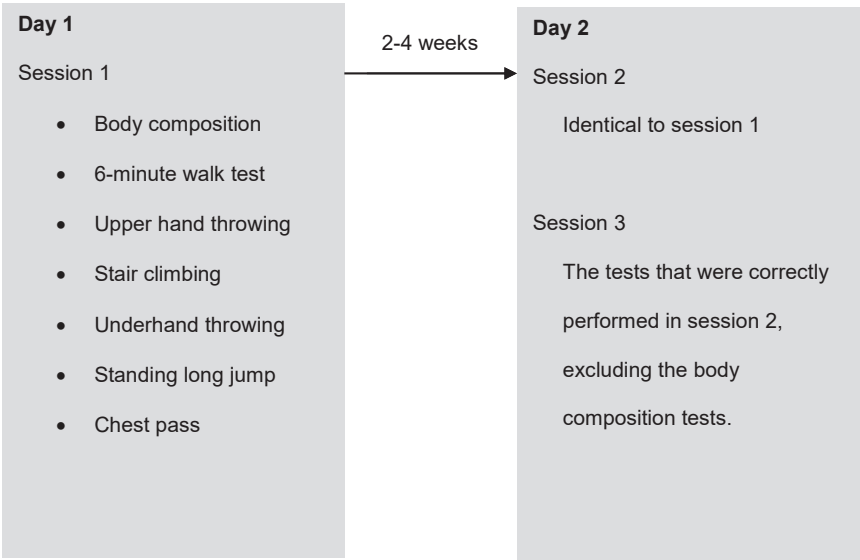 Day 1
Session 1
• Body composition
• 6-minute walk test
• Upper hand throwing
• Stair climbing
• Underhand throwing
• Standing long jump
• Chest pass
2-4 weeks
Day 2
Session 2
Identical to session 1
Session 3
The tests that were correctly
performed in session 2,
excluding the body
composition tests.